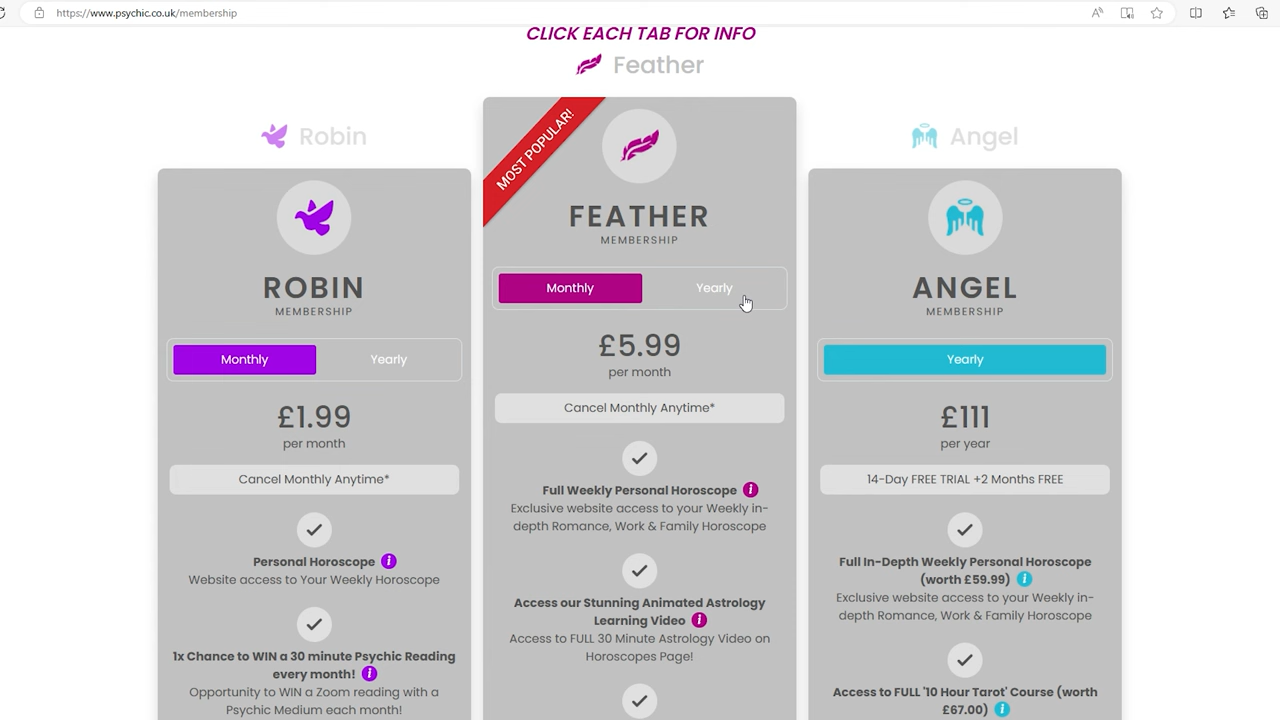 https://www.psychic.co.uk/membership
CLICK EACH TAB FOR INFO
Feather
Robin
Angel
ROBIN
MEMBERSHIP
Monthly
Yearly
£1.99
per month
Cancel Monthly Anytime*
Personal Horoscope i
Website access to Your Weekly Horoscope
1x Chance to WIN a 30 minute Psychic Reading
every month! i
Opportunity to WIN a Zoom reading with a
Psychic Medium each month!
MOST POPULAR!
FEATHER
MEMBERSHIP
Monthly
Yearly
£5.99
per month
Cancel Monthly Anytime*
Full Weekly Personal Horoscope i
Exclusive website access to your Weekly in-
depth Romance, Work & Family Horoscope
Access our Stunning Animated Astrology
Learning Video i
Access to FULL 30 Minute Astrology Video on
Horoscopes Page!
ANGEL
MEMBERSHIP
Yearly
£111
per year
14-Day FREE TRIAL +2 Months FREE
Full In-Depth Weekly Personal Horoscope
(worth £59.99) i
Exclusive website access to your Weekly in-
depth Romance, Work & Family Horoscope
Access to FULL '10 Hour Tarot' Course (worth
£67.00) i